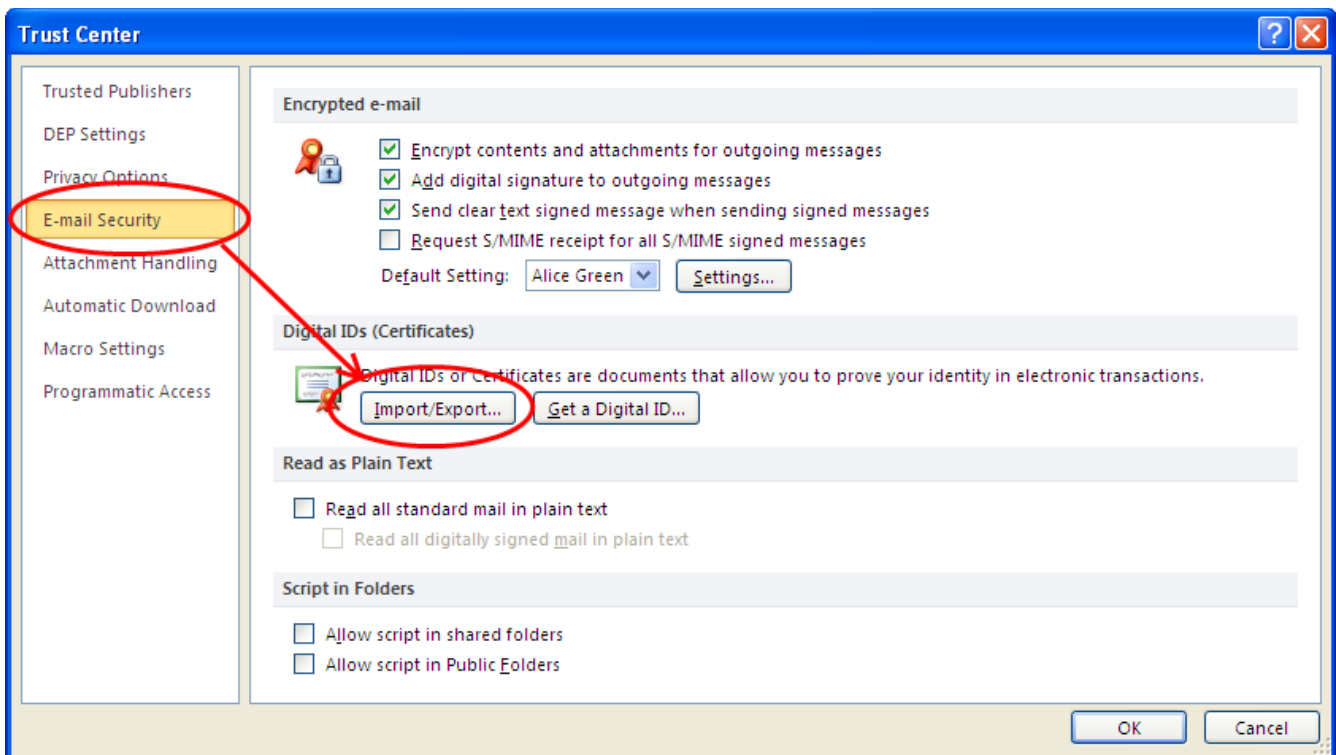 Trust Center
Trusted Publishers
DEP Settings
Privacy Options
E-mail Security
Attachment Handling
Automatic Download
Macro Settings
Programmatic Access
Encrypted e-mail
Encrypt contents and attachments for outgoing messages
Add digital signature to outgoing messages
Send clear text signed message when sending signed messages
Request S/MIME receipt for all S/MIME signed messages
Default Setting: Alice Green Settings...
Digital IDs (Certificates)
Digital IDs or Certificates are documents that allow you to prove your identity in electronic transactions.
Import/Export... Get a Digital ID...
Read as Plain Text
Read all standard mail in plain text
Read all digitally signed mail in plain text
Script in Folders
Allow script in shared folders
Allow script in Public Folders
OK Cancel